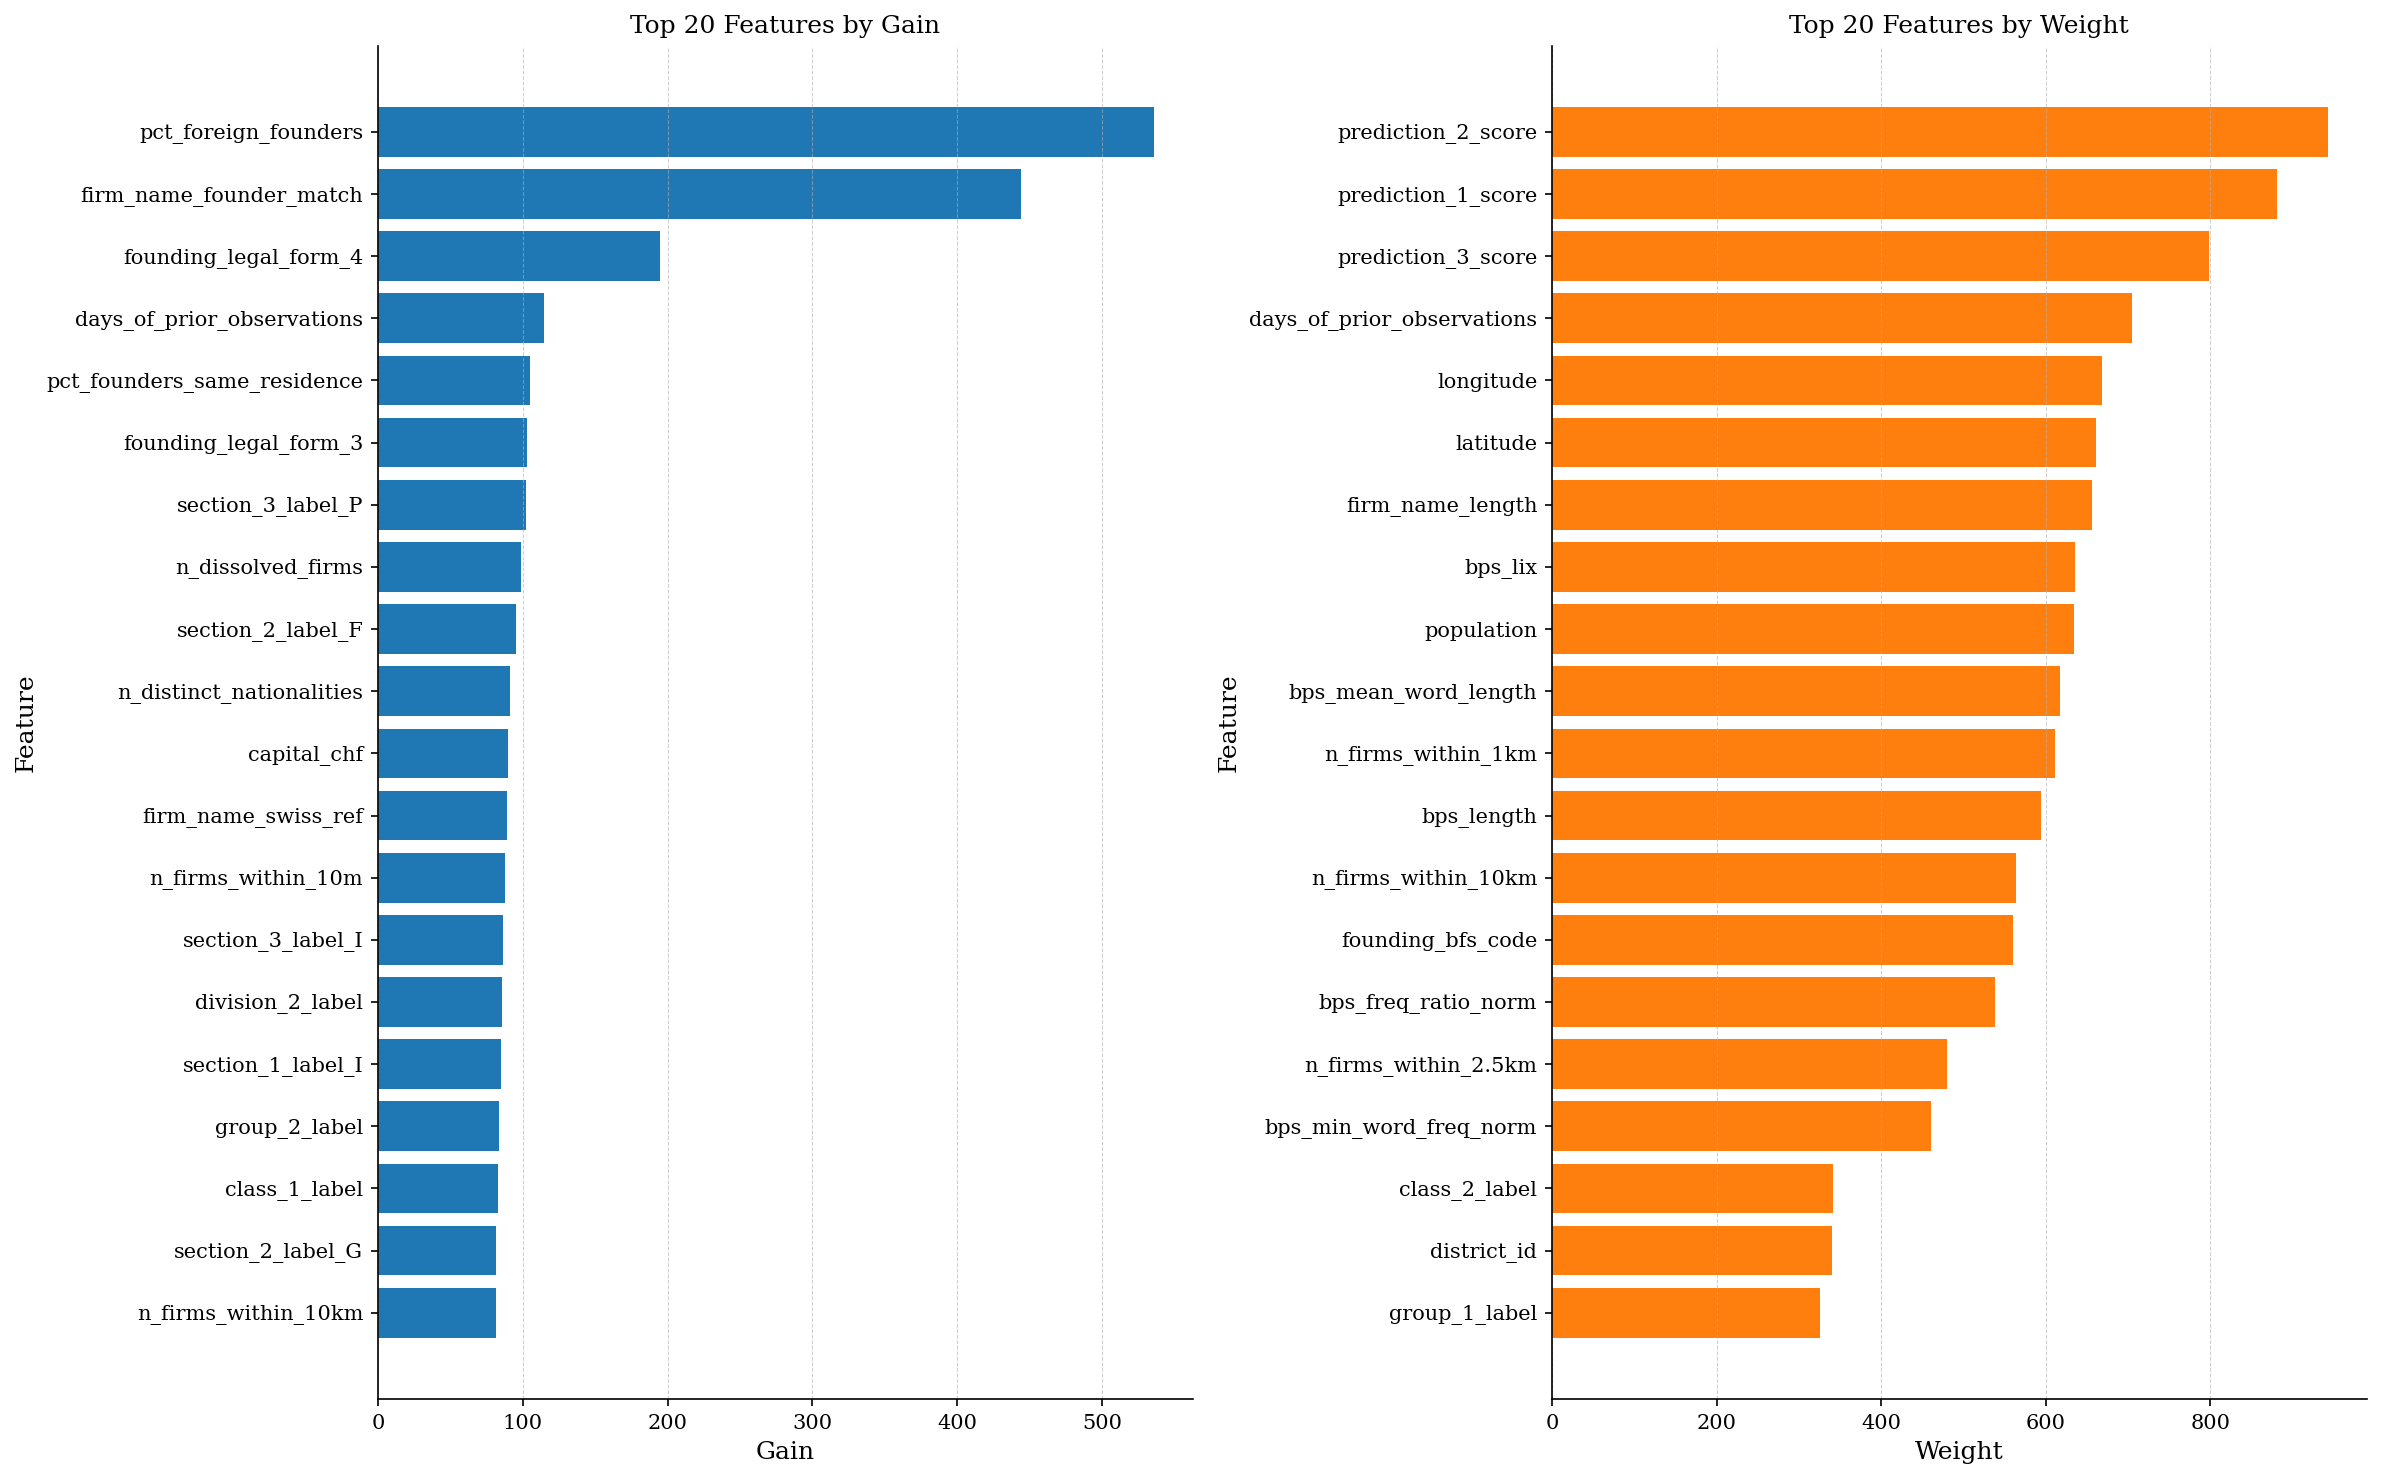 Top 20 Features by Gain
Feature
pct_foreign_founders
firm_name_founder_match
founding_legal_form_4
days_of_prior_observations
pct_founders_same_residence
founding_legal_form_3
section_3_label_P
n_dissolved_firms
section_2_label_F
n_distinct_nationalities
capital_chf
firm_name_swiss_ref
n_firms_within_10m
section_3_label_I
division_2_label
section_1_label_I
group_2_label
class_1_label
section_2_label_G
n_firms_within_10km
0 100 200 300 400 500
Gain
Top 20 Features by Weight
Feature
prediction_2_score
prediction_1_score
prediction_3_score
days_of_prior_observations
longitude
latitude
firm_name_length
bps_lix
population
bps_mean_word_length
n_firms_within_1km
bps_length
n_firms_within_10km
founding_bfs_code
bps_freq_ratio_norm
n_firms_within_2.5km
bps_min_word_freq_norm
class_2_label
district_id
group_1_label
0 200 400 600 800
Weight